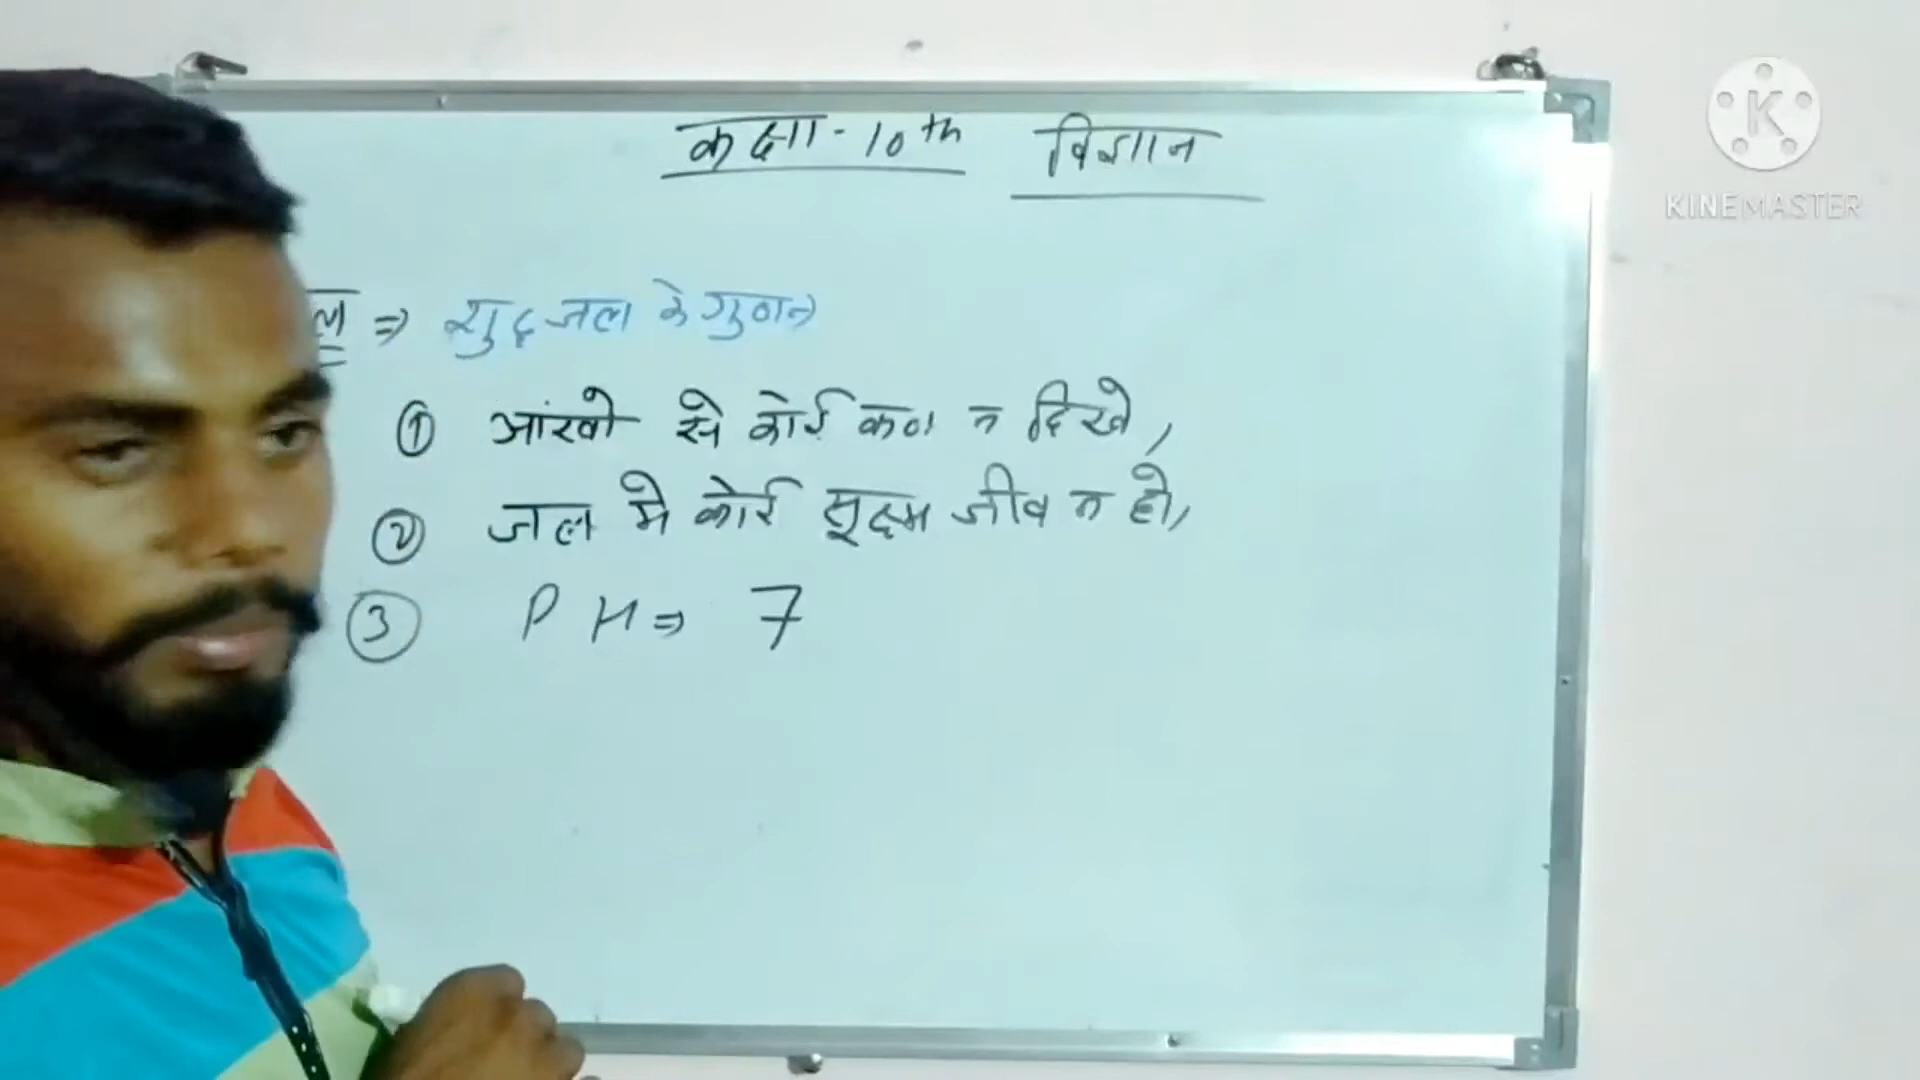 कक्षा - 10th विज्ञान
⇒ शुद्ध जल के गुण
① आंखो से कोई कण न दिखे,
② जल मे कोई सूक्ष्म जीव न हो,
③ PH ⇒ 7
KINEMASTER